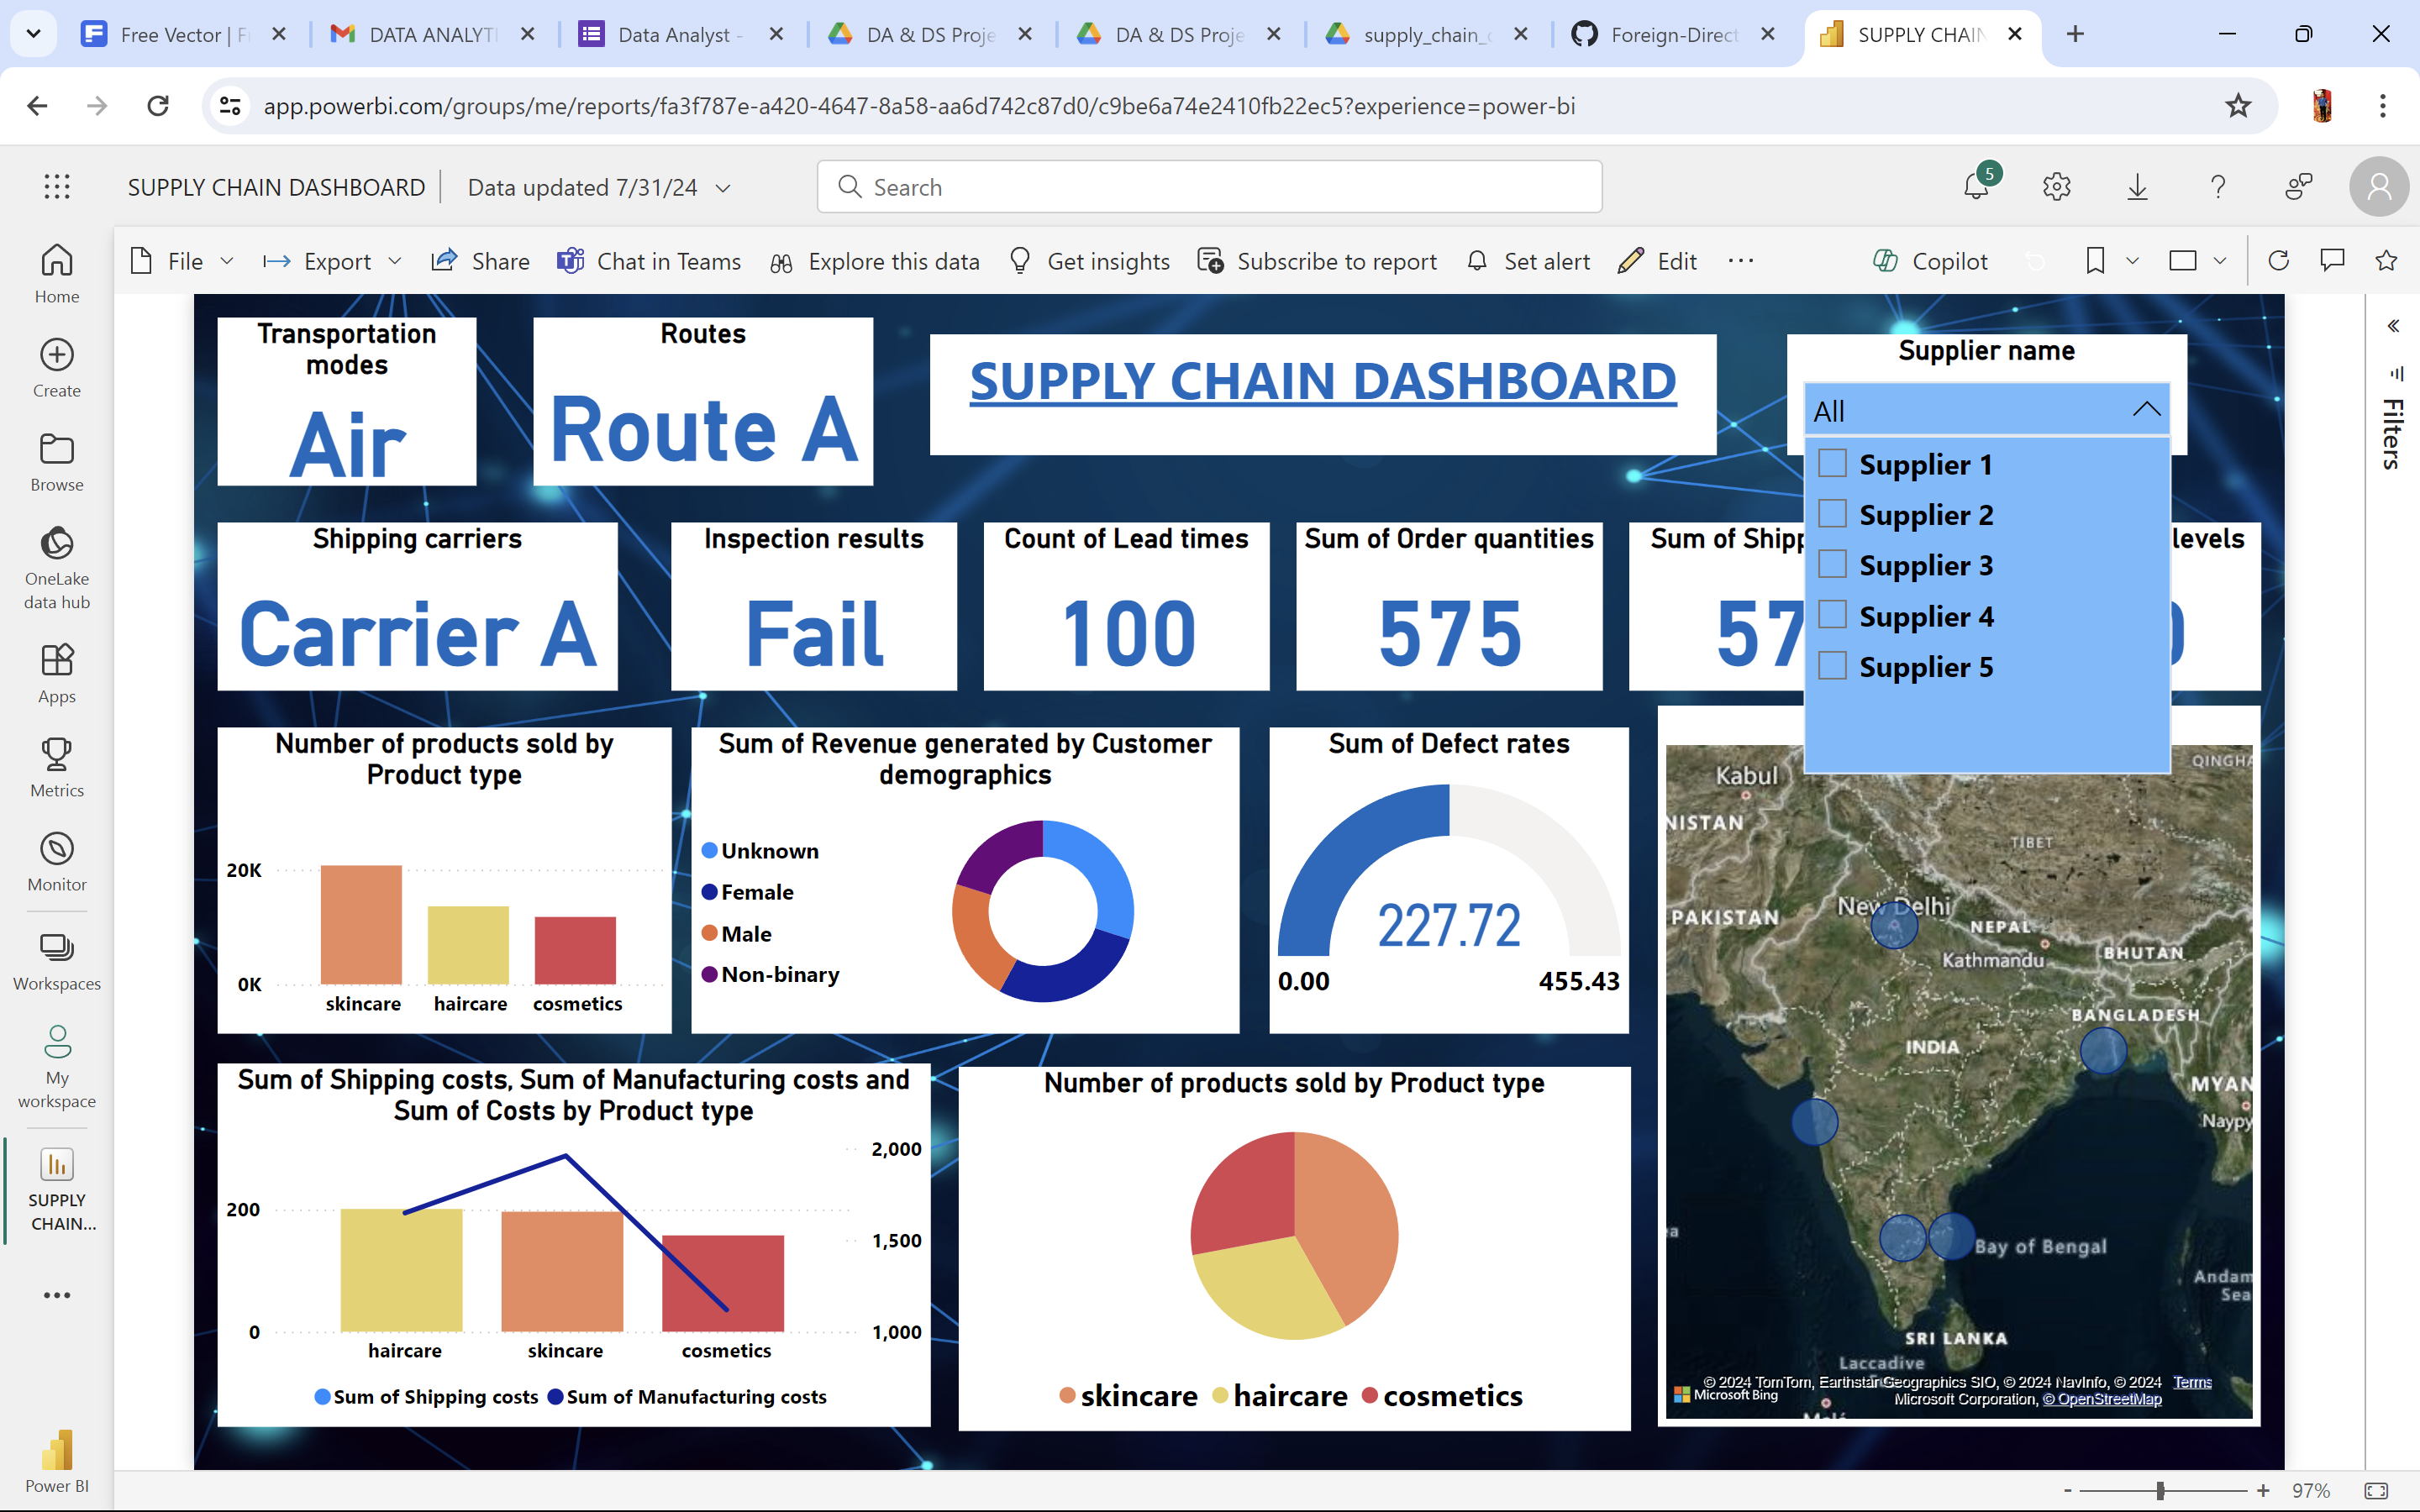 Free Vector | F
DATA ANALYTI
Data Analyst -
DA & DS Proje
DA & DS Proje
supply_chain_
Foreign-Direct
SUPPLY CHAIN
app.powerbi.com/groups/me/reports/fa3f787e-a420-4647-8a58-aa6d742c87d0/c9be6a74e2410fb22ec5?experience=power-bi
SUPPLY CHAIN DASHBOARD
Data updated 7/31/24
Search
5
File
Export
Share
Chat in Teams
Explore this data
Get insights
Subscribe to report
Set alert
Edit
Copilot
Home
Create
Browse
OneLake
data hub
Apps
Metrics
Monitor
Workspaces
My
workspace
SUPPLY
CHAIN...
Power BI
Filters
Transportation
modes
Air
Routes
Route A
SUPPLY CHAIN DASHBOARD
Supplier name
All
Supplier 1
Supplier 2
Supplier 3
Supplier 4
Supplier 5
Shipping carriers
Carrier A
Inspection results
Fail
Count of Lead times
100
Sum of Order quantities
575
Sum of Shipp
57
levels
Number of products sold by
Product type
20K
0K
skincare
haircare
cosmetics
Sum of Revenue generated by Customer
demographics
Unknown
Female
Male
Non-binary
Sum of Defect rates
227.72
0.00
455.43
Kabul
QINGHA
NISTAN
TIBET
New Delhi
PAKISTAN
NEPAL
BHUTAN
Kathmandu
BANGLADESH
INDIA
MYAN
Naypy
Bay of Bengal
Andam
Sea
SRI LANKA
Laccadive
Malé
Microsoft Bing
© 2024 TomTom, Earthstar Geographics SIO, © 2024 NavInfo, © 2024
Microsoft Corporation, © OpenStreetMap
Terms
Sum of Shipping costs, Sum of Manufacturing costs and
Sum of Costs by Product type
200
0
2,000
1,500
1,000
haircare
skincare
cosmetics
Sum of Shipping costs
Sum of Manufacturing costs
Number of products sold by Product type
skincare
haircare
cosmetics
97%